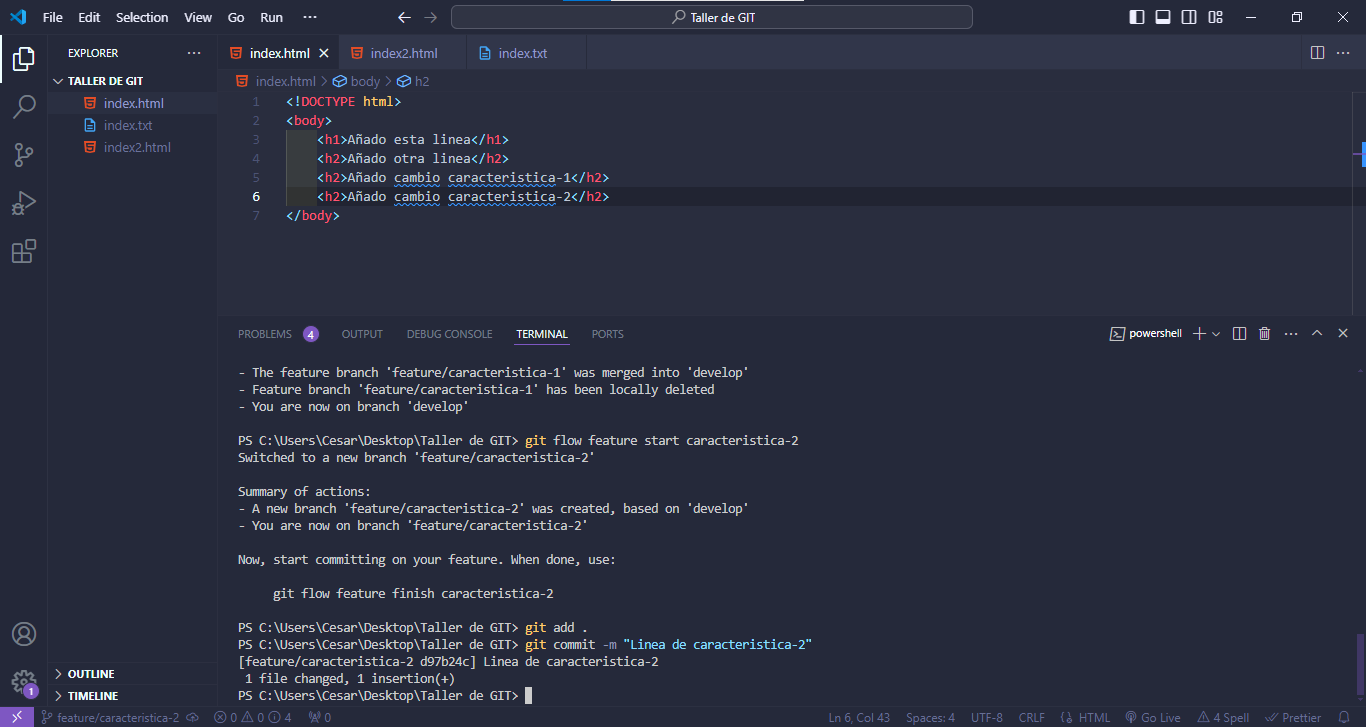 File Edit Selection View Go Run ··· Taller de GIT
EXPLORER ···
TALLER DE GIT
index.html
index.txt
index2.html
OUTLINE
TIMELINE
index.html index2.html index.txt
index.html > body > h2
1 <!DOCTYPE html>
2 <body>
3 <h1>Añado esta linea</h1>
4 <h2>Añado otra linea</h2>
5 <h2>Añado cambio caracteristica-1</h2>
6 <h2>Añado cambio caracteristica-2</h2>
7 </body>
PROBLEMS 4 OUTPUT DEBUG CONSOLE TERMINAL PORTS powershell
- The feature branch 'feature/caracteristica-1' was merged into 'develop'
- Feature branch 'feature/caracteristica-1' has been locally deleted
- You are now on branch 'develop'
PS C:\Users\Cesar\Desktop\Taller de GIT> git flow feature start caracteristica-2
Switched to a new branch 'feature/caracteristica-2'
Summary of actions:
- A new branch 'feature/caracteristica-2' was created, based on 'develop'
- You are now on branch 'feature/caracteristica-2'
Now, start committing on your feature. When done, use:
git flow feature finish caracteristica-2
PS C:\Users\Cesar\Desktop\Taller de GIT> git add .
PS C:\Users\Cesar\Desktop\Taller de GIT> git commit -m "Linea de caracteristica-2"
[feature/caracteristica-2 d97b24c] Linea de caracteristica-2
1 file changed, 1 insertion(+)
PS C:\Users\Cesar\Desktop\Taller de GIT>
1
feature/caracteristica-2 0 0 4 0 Ln 6, Col 43 Spaces: 4 UTF-8 CRLF HTML Go Live 4 Spell Prettier